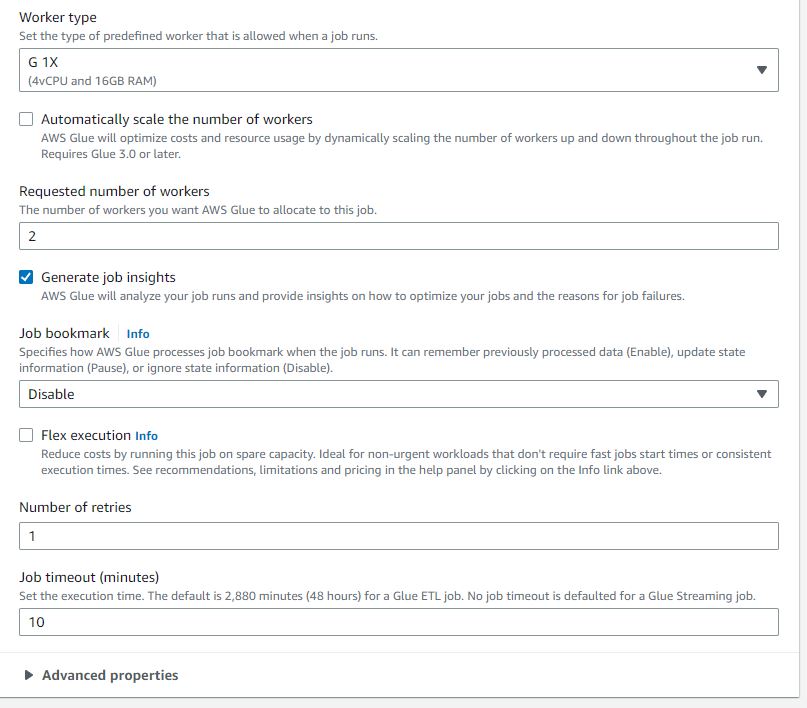 Worker type
Set the type of predefined worker that is allowed when a job runs.
G 1X
(4vCPU and 16GB RAM)
Automatically scale the number of workers
AWS Glue will optimize costs and resource usage by dynamically scaling the number of workers up and down throughout the job run.
Requires Glue 3.0 or later.
Requested number of workers
The number of workers you want AWS Glue to allocate to this job.
2
Generate job insights
AWS Glue will analyze your job runs and provide insights on how to optimize your jobs and the reasons for job failures.
Job bookmark Info
Specifies how AWS Glue processes job bookmark when the job runs. It can remember previously processed data (Enable), update state
information (Pause), or ignore state information (Disable).
Disable
Flex execution Info
Reduce costs by running this job on spare capacity. Ideal for non-urgent workloads that don't require fast jobs start times or consistent
execution times. See recommendations, limitations and pricing in the help panel by clicking on the Info link above.
Number of retries
1
Job timeout (minutes)
Set the execution time. The default is 2,880 minutes (48 hours) for a Glue ETL job. No job timeout is defaulted for a Glue Streaming job.
10
Advanced properties